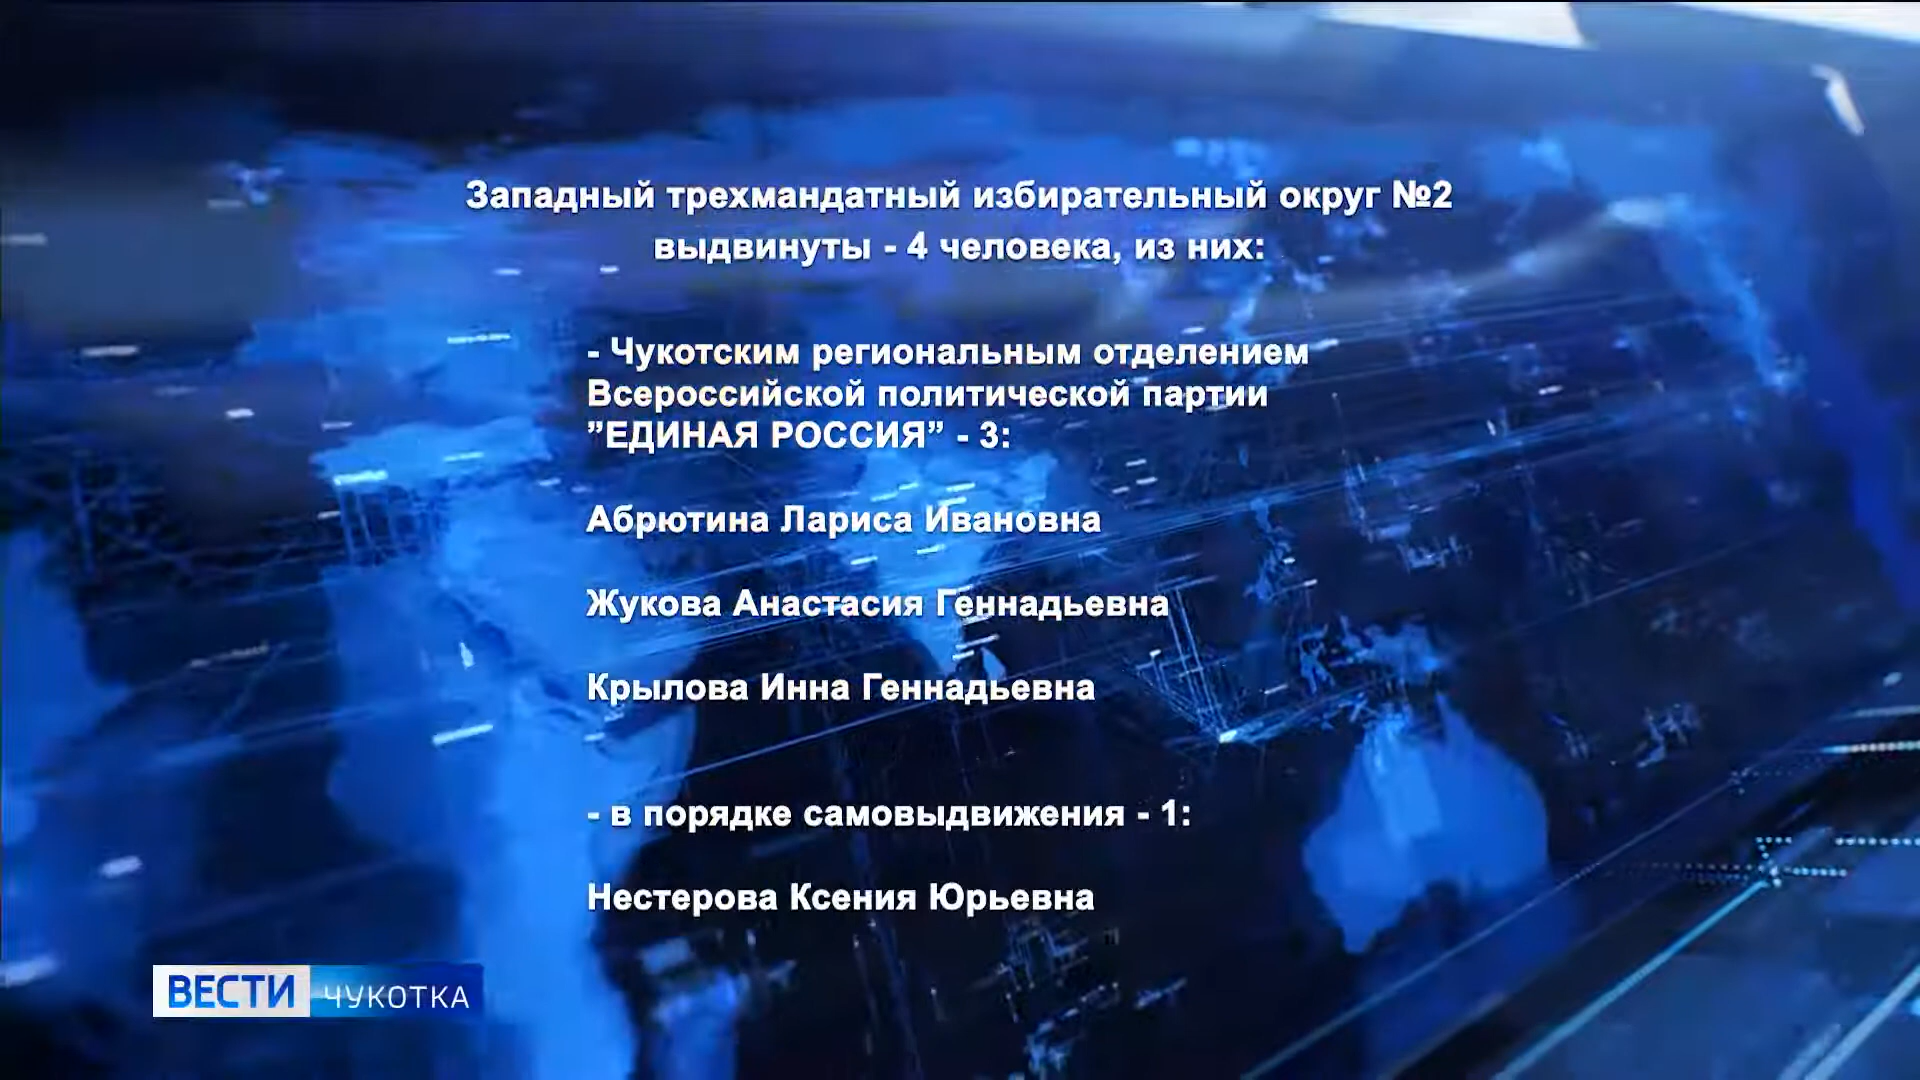 Западный трехмандатный избирательный округ №2
выдвинуты - 4 человека, из них:
- Чукотским региональным отделением
Всероссийской политической партии
”ЕДИНАЯ РОССИЯ” - 3:
Абрютина Лариса Ивановна
Жукова Анастасия Геннадьевна
Крылова Инна Геннадьевна
- в порядке самовыдвижения - 1:
Нестерова Ксения Юрьевна
ВЕСТИ ЧУКОТКА